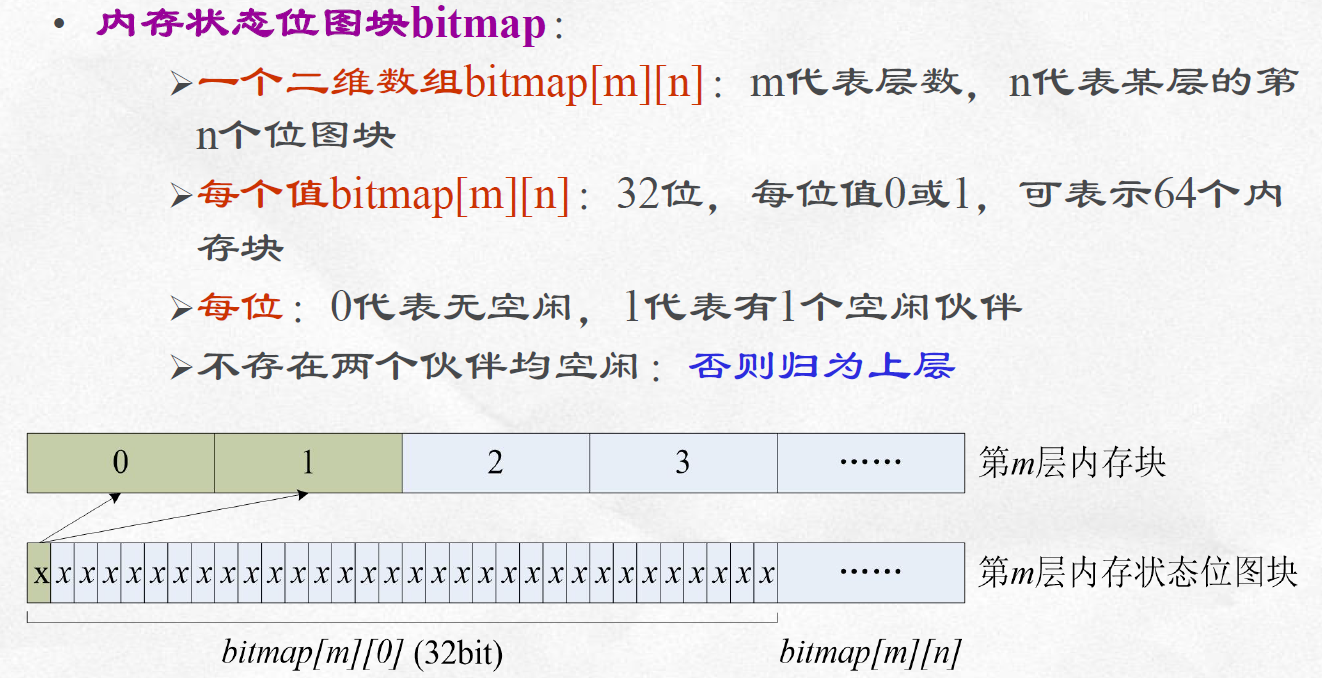 • 内存状态位图块bitmap：
➢一个二维数组bitmap[m][n]：m代表层数，n代表某层的第
n个位图块
➢每个值bitmap[m][n]：32位，每位值0或1，可表示64个内
存块
➢每位：0代表无空闲，1代表有1个空闲伙伴
➢不存在两个伙伴均空闲：否则归为上层
0 1 2 3 …… 第m层内存块
x x x x x x x x x x x x x x x x x x x x x x x x x x x x x x x x …… 第m层内存状态位图块
bitmap[m][0] (32bit) bitmap[m][n]